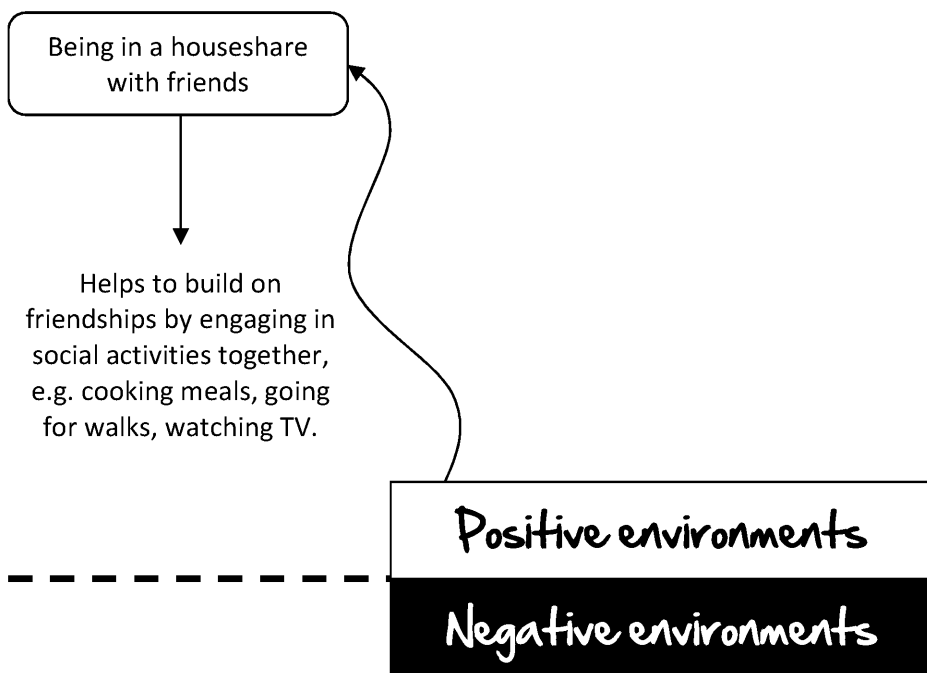 Being in a houseshare
with friends
Helps to build on
friendships by engaging in
social activities together,
e.g. cooking meals, going
for walks, watching TV.
Positive environments
Negative environments